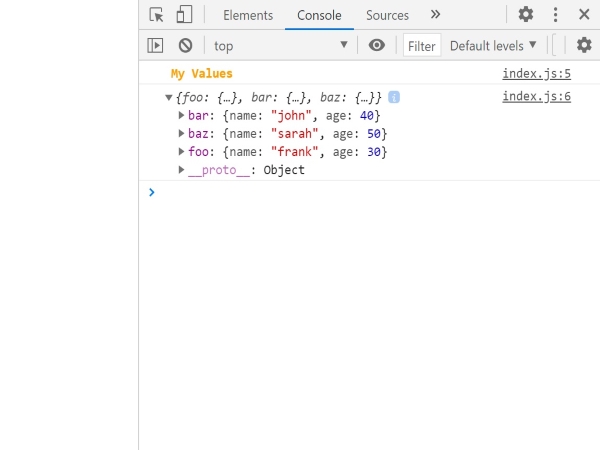 Elements Console Sources »
top ▼ Filter Default levels ▼
My Values index.js:5
▼{foo: {…}, bar: {…}, baz: {…}} i index.js:6
▶bar: {name: "john", age: 40}
▶baz: {name: "sarah", age: 50}
▶foo: {name: "frank", age: 30}
▶__proto__: Object
>